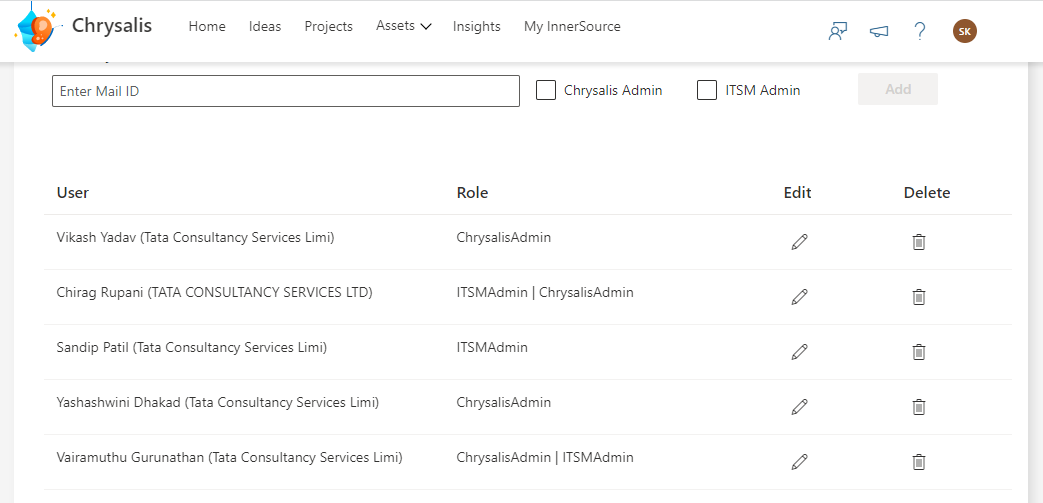 Chrysalis Home Ideas Projects Assets Insights My InnerSource ? SK
Enter Mail ID Chrysalis Admin ITSM Admin Add
User Role Edit Delete
Vikash Yadav (Tata Consultancy Services Limi) ChrysalisAdmin
Chirag Rupani (TATA CONSULTANCY SERVICES LTD) ITSMAdmin | ChrysalisAdmin
Sandip Patil (Tata Consultancy Services Limi) ITSMAdmin
Yashashwini Dhakad (Tata Consultancy Services Limi) ChrysalisAdmin
Vairamuthu Gurunathan (Tata Consultancy Services Limi) ChrysalisAdmin | ITSMAdmin